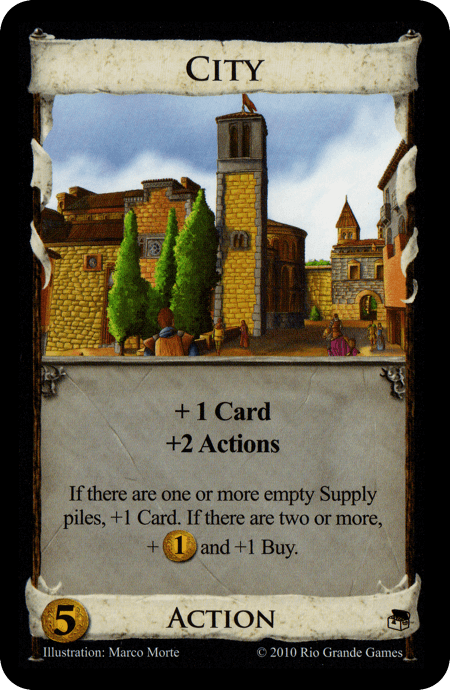 CITY
+ 1 Card
+2 Actions
If there are one or more empty Supply
piles, +1 Card. If there are two or more,
+ 1 and +1 Buy.
5 ACTION
Illustration: Marco Morte © 2010 Rio Grande Games